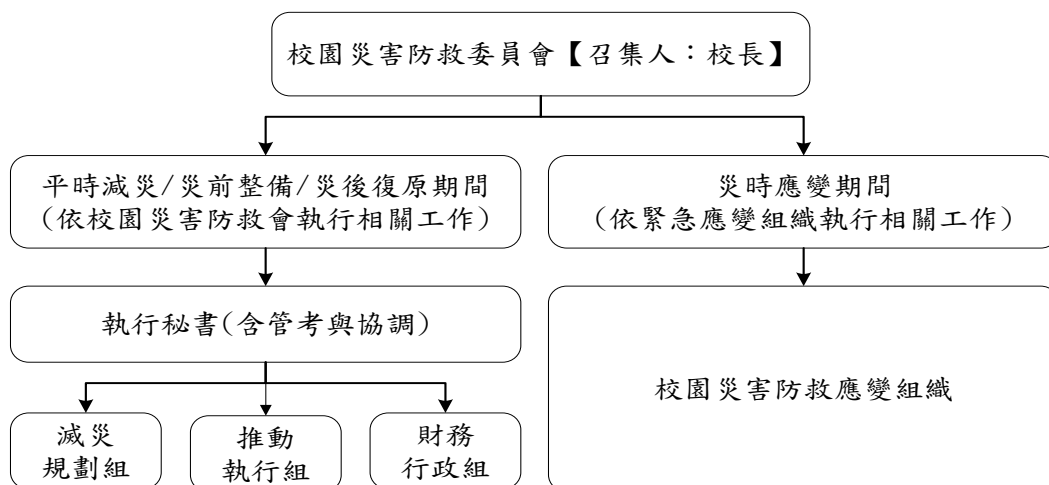 校園災害防救委員會【召集人：校長】
平時減災/災前整備/災後復原期間
(依校園災害防救會執行相關工作)
災時應變期間
(依緊急應變組織執行相關工作)
執行秘書(含管考與協調)
校園災害防救應變組織
減災
規劃組
推動
執行組
財務
行政組